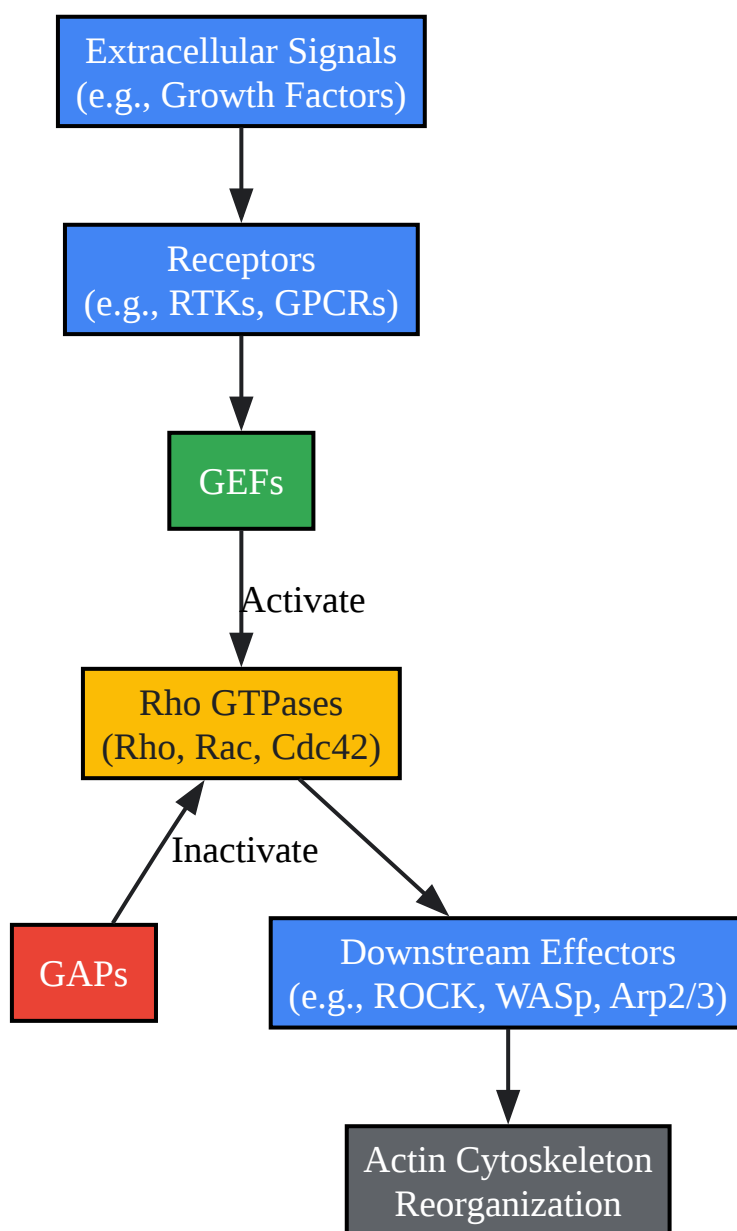 Extracellular Signals
(e.g., Growth Factors)
Receptors
(e.g., RTKs, GPCRs)
GEFs
Activate
Rho GTPases
(Rho, Rac, Cdc42)
Inactivate
GAPs
Downstream Effectors
(e.g., ROCK, WASp, Arp2/3)
Actin Cytoskeleton
Reorganization